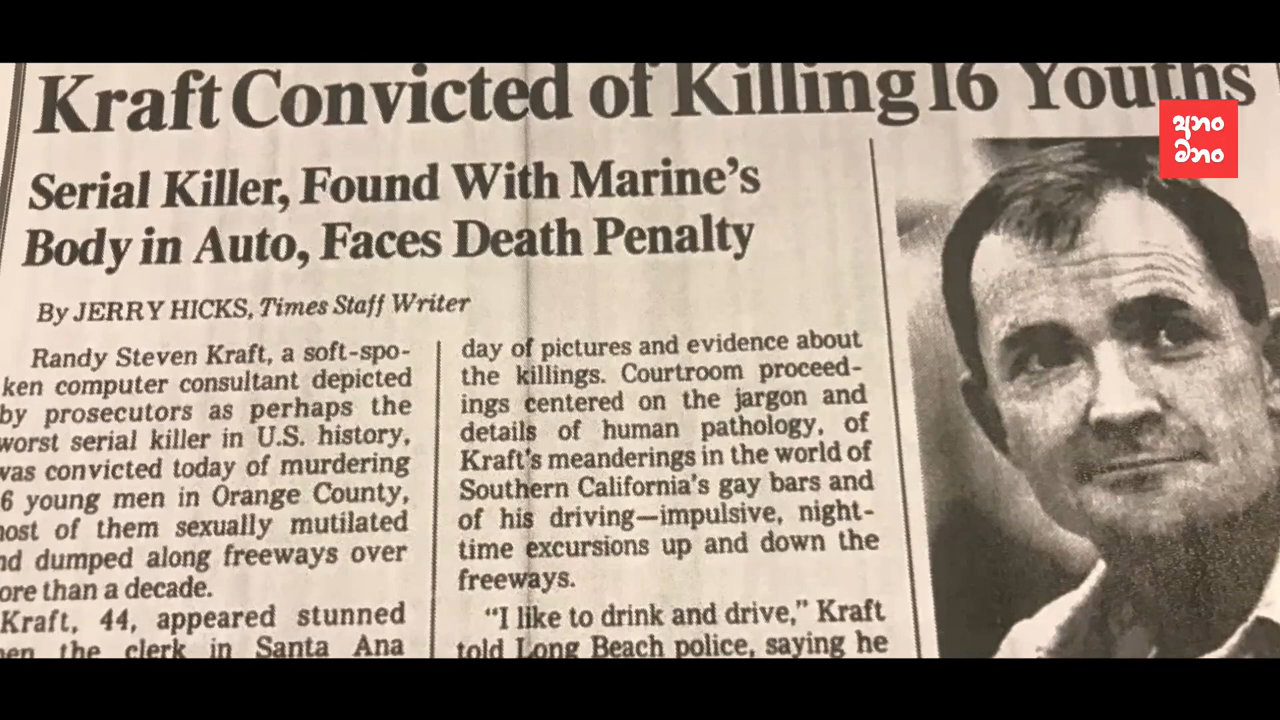 Kraft Convicted of Killing 16 Youths
අනං
මනං
Serial Killer, Found With Marine's
Body in Auto, Faces Death Penalty
By JERRY HICKS, Times Staff Writer
Randy Steven Kraft, a soft-spo-
ken computer consultant depicted
by prosecutors as perhaps the
worst serial killer in U.S. history,
was convicted today of murdering
6 young men in Orange County,
most of them sexually mutilated
nd dumped along freeways over
ore than a decade.
Kraft, 44, appeared stunned
en the clerk in Santa Ana
day of pictures and evidence about
the killings. Courtroom proceed-
ings centered on the jargon and
details of human pathology, of
Kraft's meanderings in the world of
Southern California's gay bars and
of his driving—impulsive, night-
time excursions up and down the
freeways.
"I like to drink and drive," Kraft
told Long Beach police, saying he